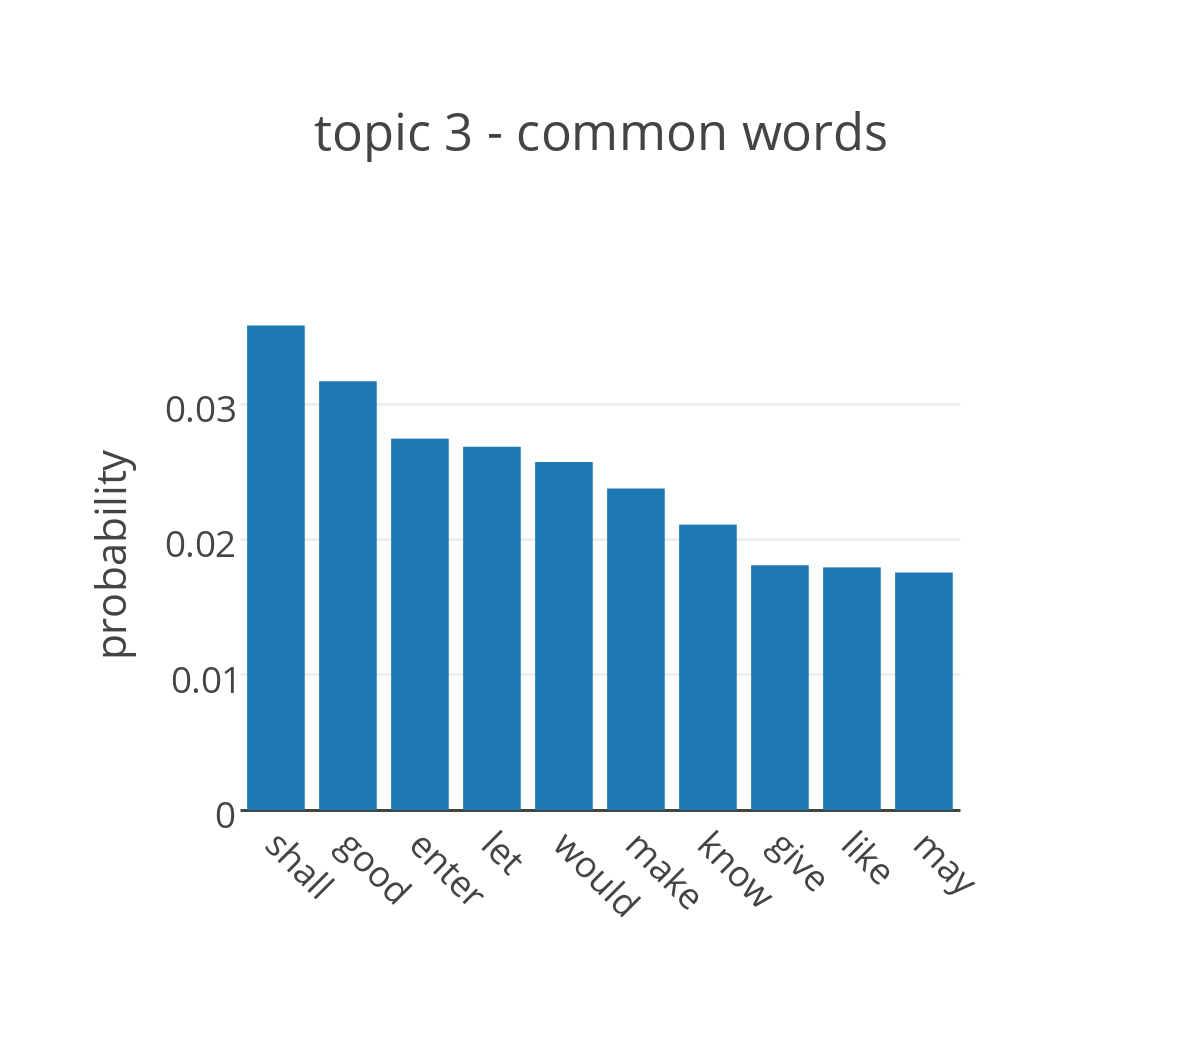 topic 3 - common words
probability
0.03
0.02
0.01
0
shall
good
enter
let
would
make
know
give
like
may